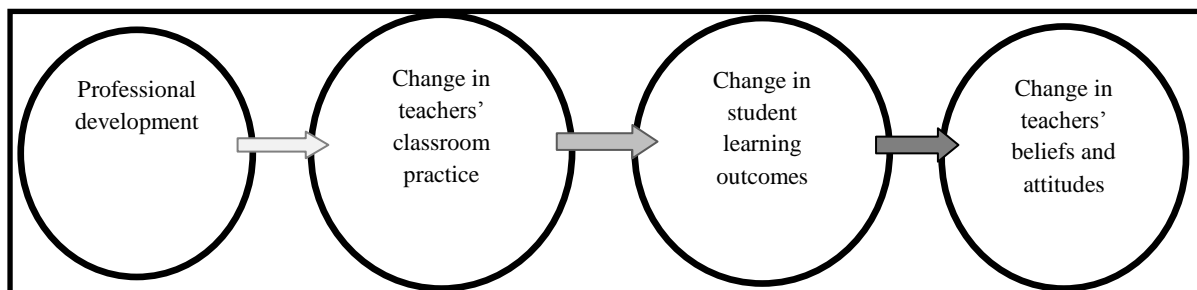 Professional
development
Change in
teachers’
classroom
practice
Change in
student
learning
outcomes
Change in
teachers’
beliefs and
attitudes